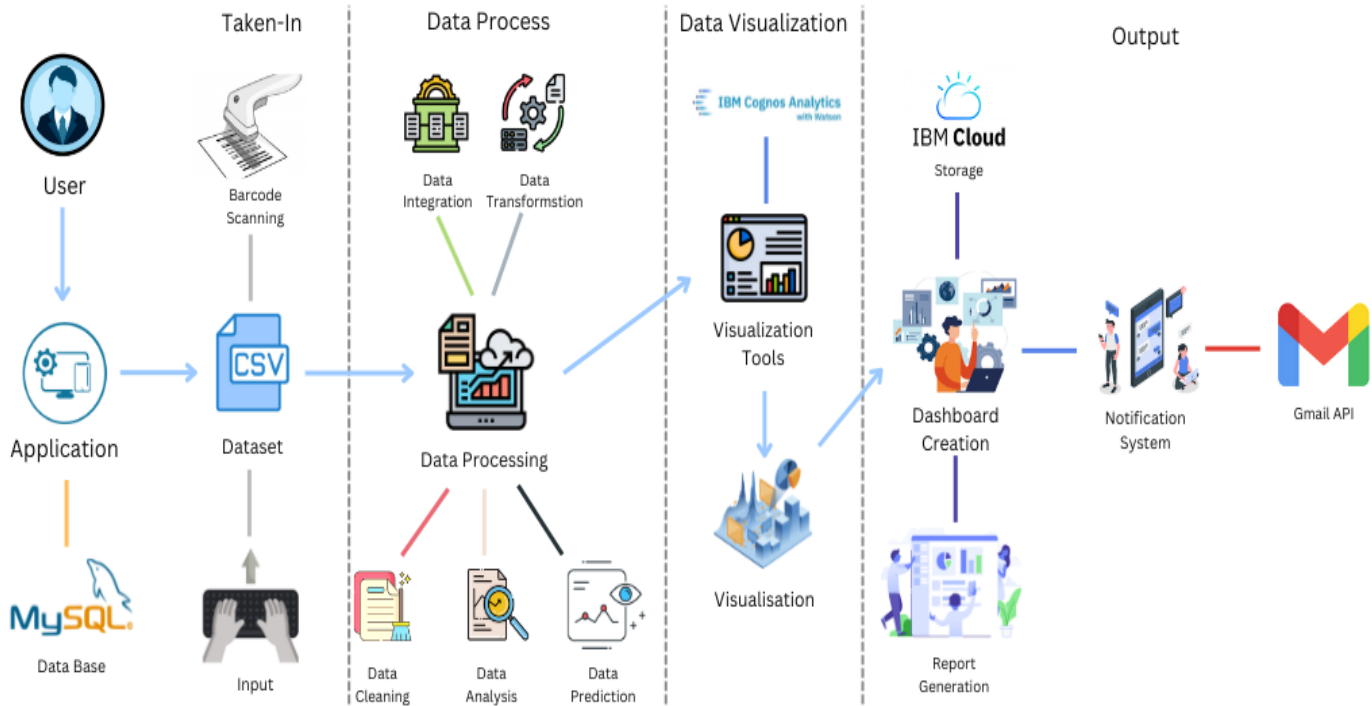 Taken-In
Data Process
Data Visualization
Output
User
Barcode
Scanning
Data
Integration
Data
Transformstion
IBM Cognos Analytics
with Watson
IBM Cloud
Storage
Application
CSV
Dataset
Data Processing
Visualization
Tools
Dashboard
Creation
Notification
System
Gmail API
MySQL®
Data Base
Input
Data
Cleaning
Data
Analysis
Data
Prediction
Visualisation
Report
Generation